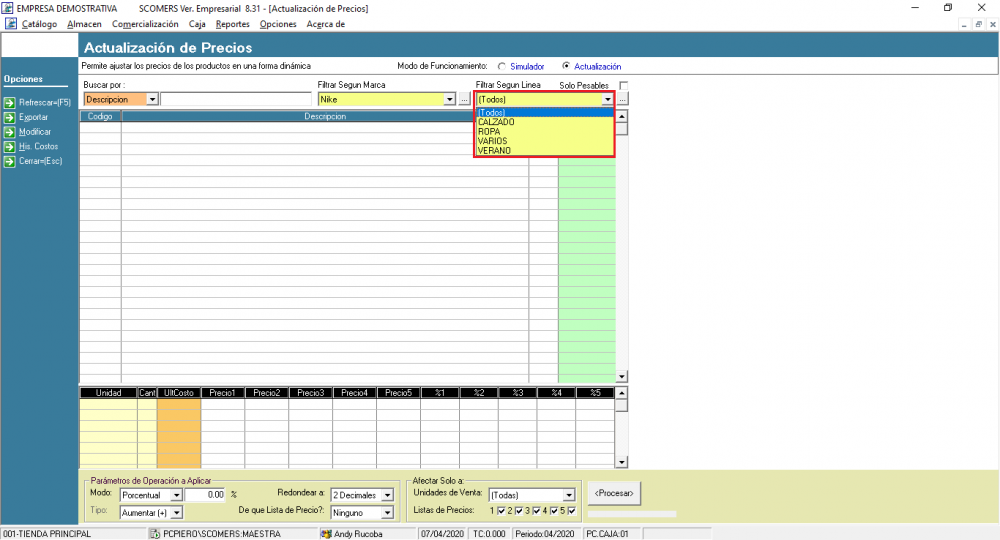 EMPRESA DEMOSTRATIVA SCOMERS Ver. Empresarial 8.31 - [Actualización de Precios]
Catálogo Almacen Comercialización Caja Reportes Opciones Acerca de
Actualización de Precios
Permite ajustar los precios de los productos en una forma dinámica Modo de Funcionamiento: Simulador Actualización
Opciones
Refrescar=(F5)
Exportar
Modificar
His. Costos
Cerrar=(Esc)
Buscar por : Filtrar Segun Marca Filtrar Segun Linea Solo Pesables
Descripcion Nike ... (Todos) ...
Codigo Descripcion
(Todos)
CALZADO
ROPA
VARIOS
VERANO
Unidad Cant UltCosto Precio1 Precio2 Precio3 Precio4 Precio5 %1 %2 %3 %4 %5
Parámetros de Operación a Aplicar
Modo: Porcentual 0.00 % Redondear a: 2 Decimales
Tipo: Aumentar (+) De que Lista de Precio?: Ninguno
Afectar Solo a:
Unidades de Venta: (Todas)
Listas de Precios: 1 2 3 4 5
<Procesar>
001-TIENDA PRINCIPAL PCPIERO\SCOMERS:MAESTRA Andy Rucoba 07/04/2020 TC:0.000 Periodo:04/2020 PC.CAJA:01